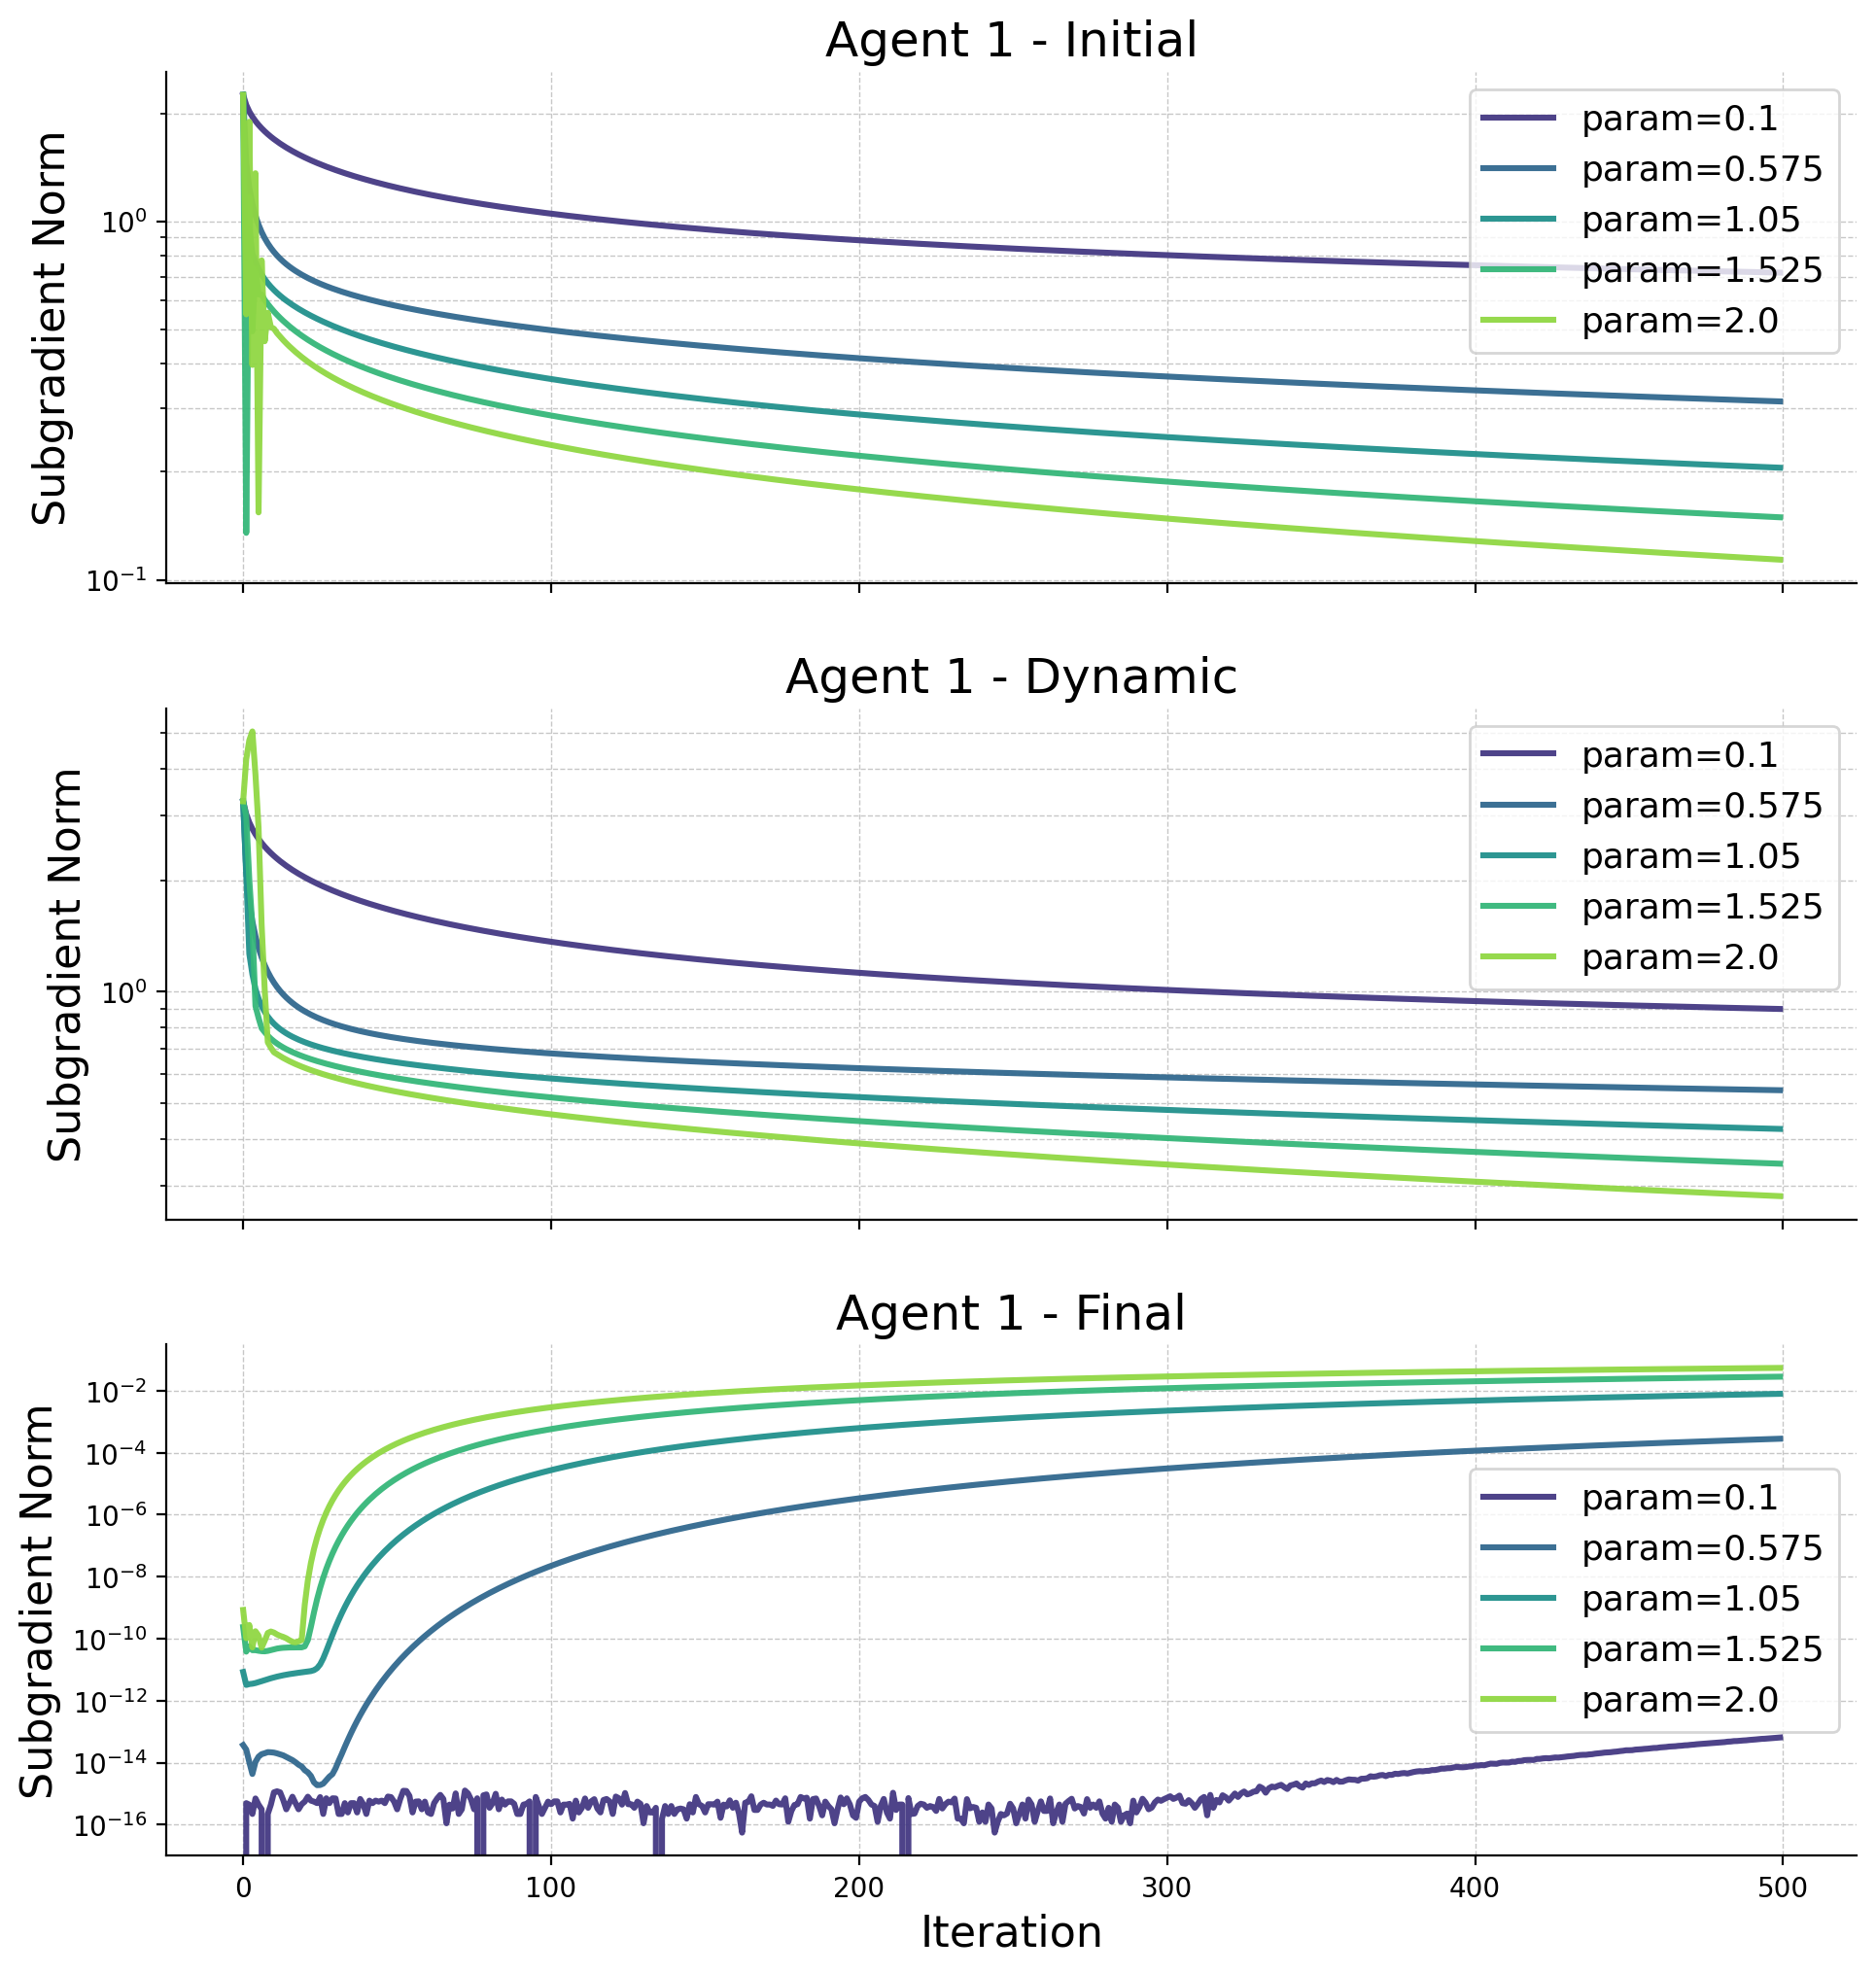 Agent 1 - Initial
Subgradient Norm
10⁰
10⁻¹
param=0.1
param=0.575
param=1.05
param=1.525
param=2.0
Agent 1 - Dynamic
Subgradient Norm
10⁰
param=0.1
param=0.575
param=1.05
param=1.525
param=2.0
Agent 1 - Final
Subgradient Norm
10⁻²
10⁻⁴
10⁻⁶
10⁻⁸
10⁻¹⁰
10⁻¹²
10⁻¹⁴
10⁻¹⁶
param=0.1
param=0.575
param=1.05
param=1.525
param=2.0
0 100 200 300 400 500
Iteration